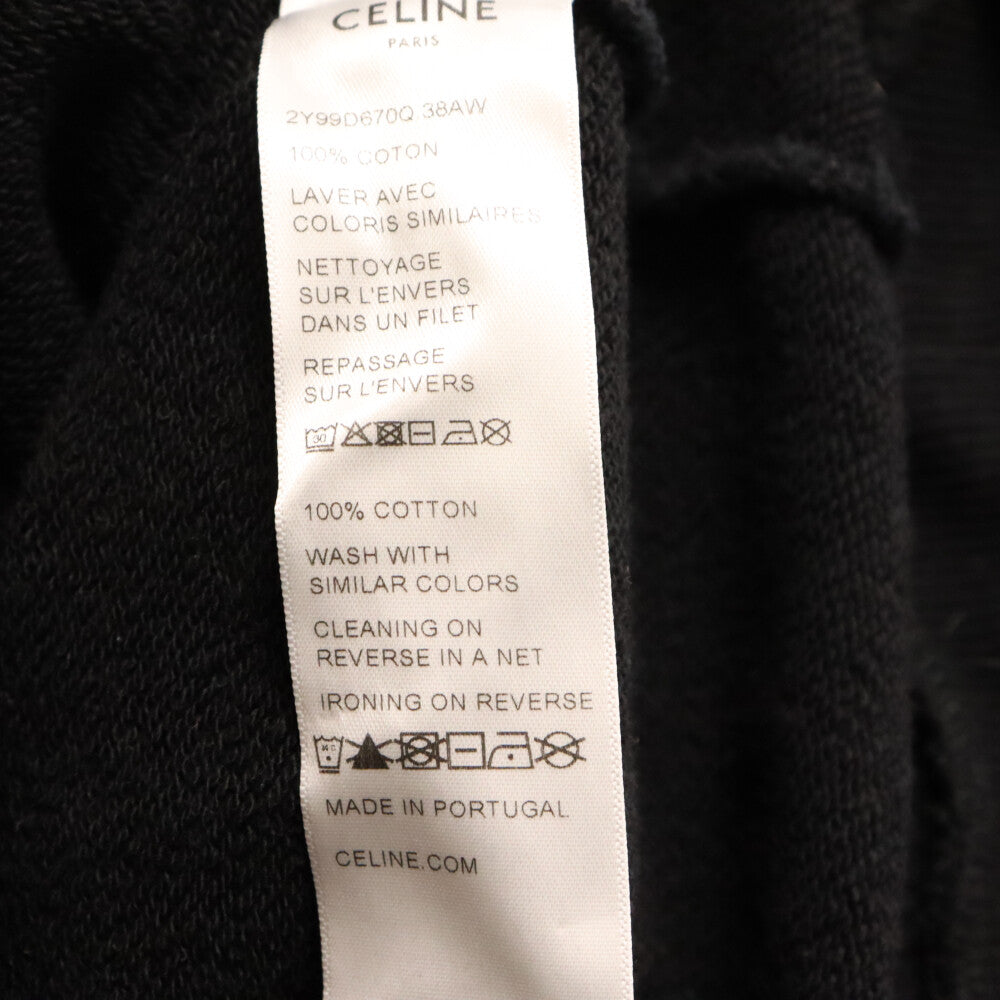 CELINE
PARIS
2Y99D670Q 38AW
100% COTON
LAVER AVEC
COLORIS SIMILAIRES
NETTOYAGE
SUR L'ENVERS
DANS UN FILET
REPASSAGE
SUR L'ENVERS
30
100% COTTON
WASH WITH
SIMILAR COLORS
CLEANING ON
REVERSE IN A NET
IRONING ON REVERSE
MADE IN PORTUGAL
CELINE.COM